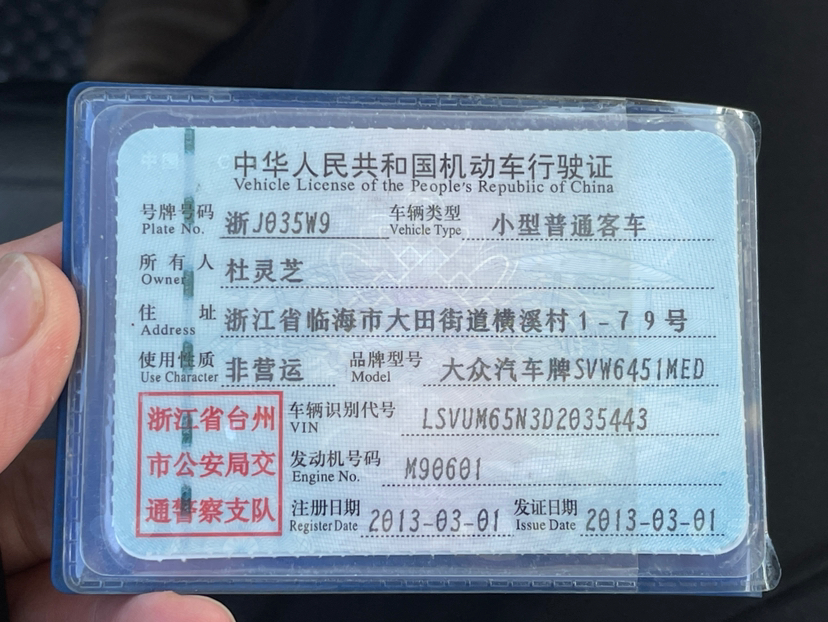 中华人民共和国机动车行驶证
Vehicle License of the People's Republic of China
号牌号码 Plate No. 浙J035W9 车辆类型 Vehicle Type 小型普通客车
所有人 Owner 杜灵芝
住址 Address 浙江省临海市大田街道横溪村1-79号
使用性质 Use Character 非营运 品牌型号 Model 大众汽车牌SVW6451MED
浙江省台州
市公安局交
通警察支队
车辆识别代号 VIN LSVUM65N3D2035443
发动机号码 Engine No. M90601
注册日期 Register Date 2013-03-01 发证日期 Issue Date 2013-03-01